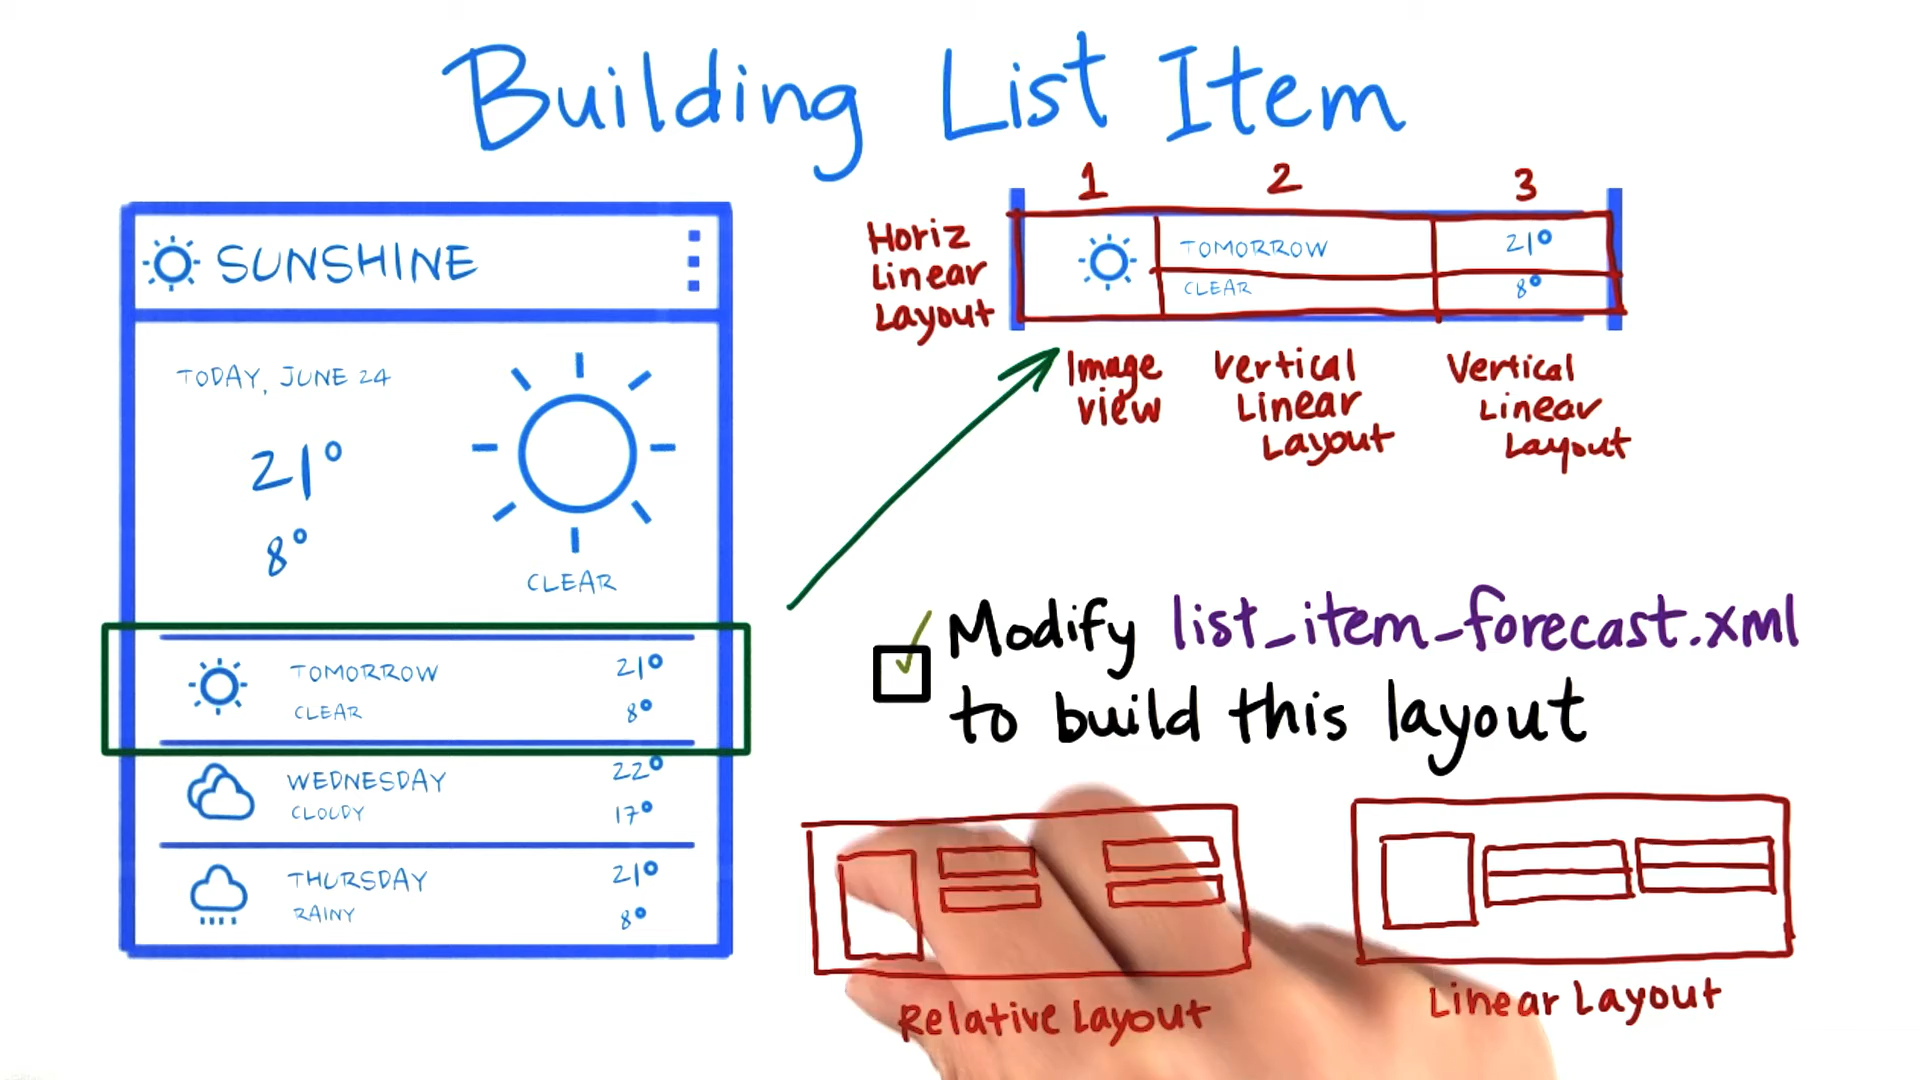 Building List Item
SUNSHINE
TODAY, JUNE 24
21°
8°
CLEAR
TOMORROW 21°
CLEAR 8°
WEDNESDAY 22°
CLOUDY 17°
THURSDAY 21°
RAINY 8°
1 2 3
Horiz
Linear
Layout
TOMORROW 21°
CLEAR 8°
Image
View
Vertical
Linear
Layout
Vertical
Linear
Layout
Modify list_item_forecast.xml
to build this layout
Relative Layout
Linear Layout